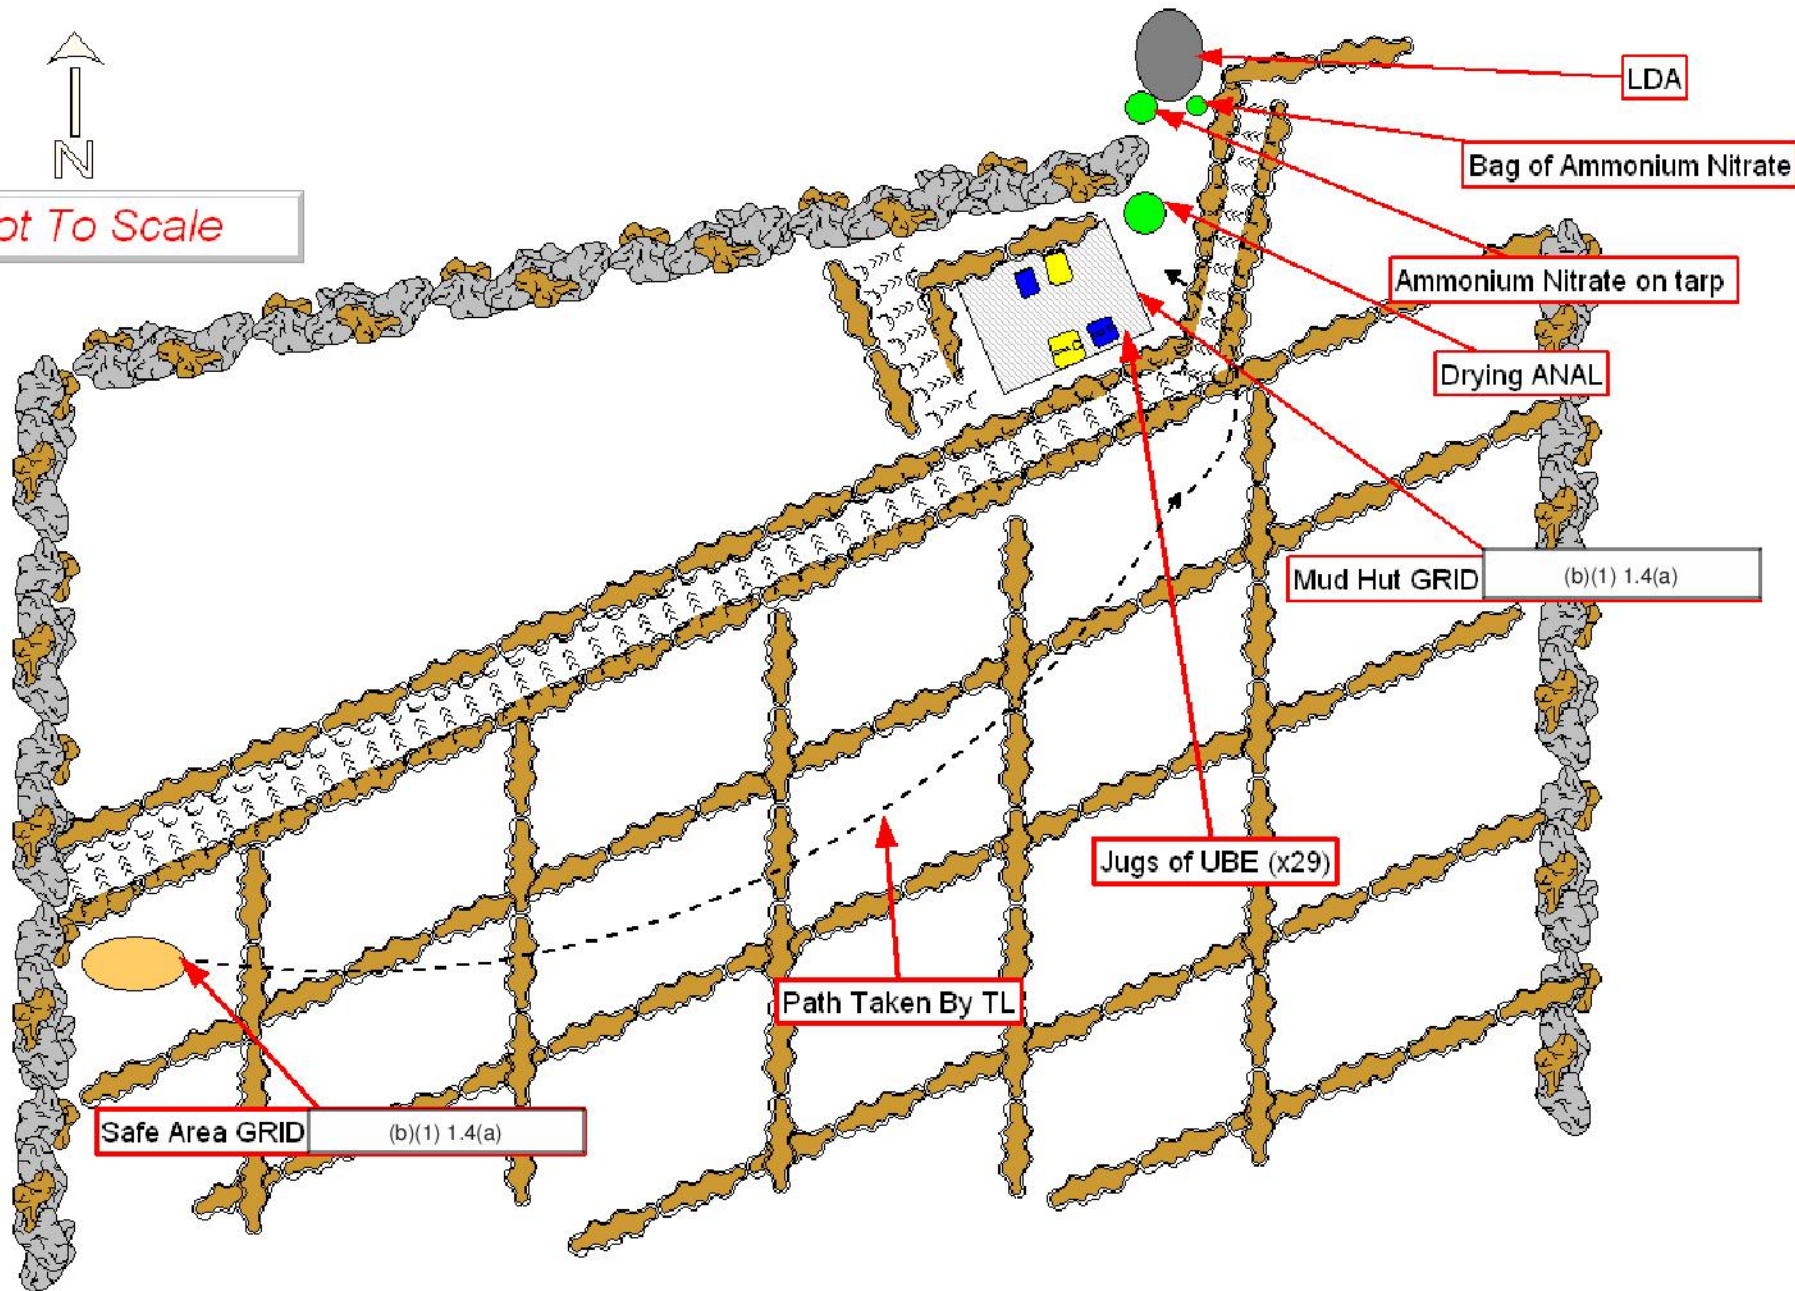 N
ot To Scale
LDA
Bag of Ammonium Nitrate
Ammonium Nitrate on tarp
Drying ANAL
Mud Hut GRID (b)(1) 1.4(a)
Jugs of UBE (x29)
Path Taken By TL
Safe Area GRID (b)(1) 1.4(a)